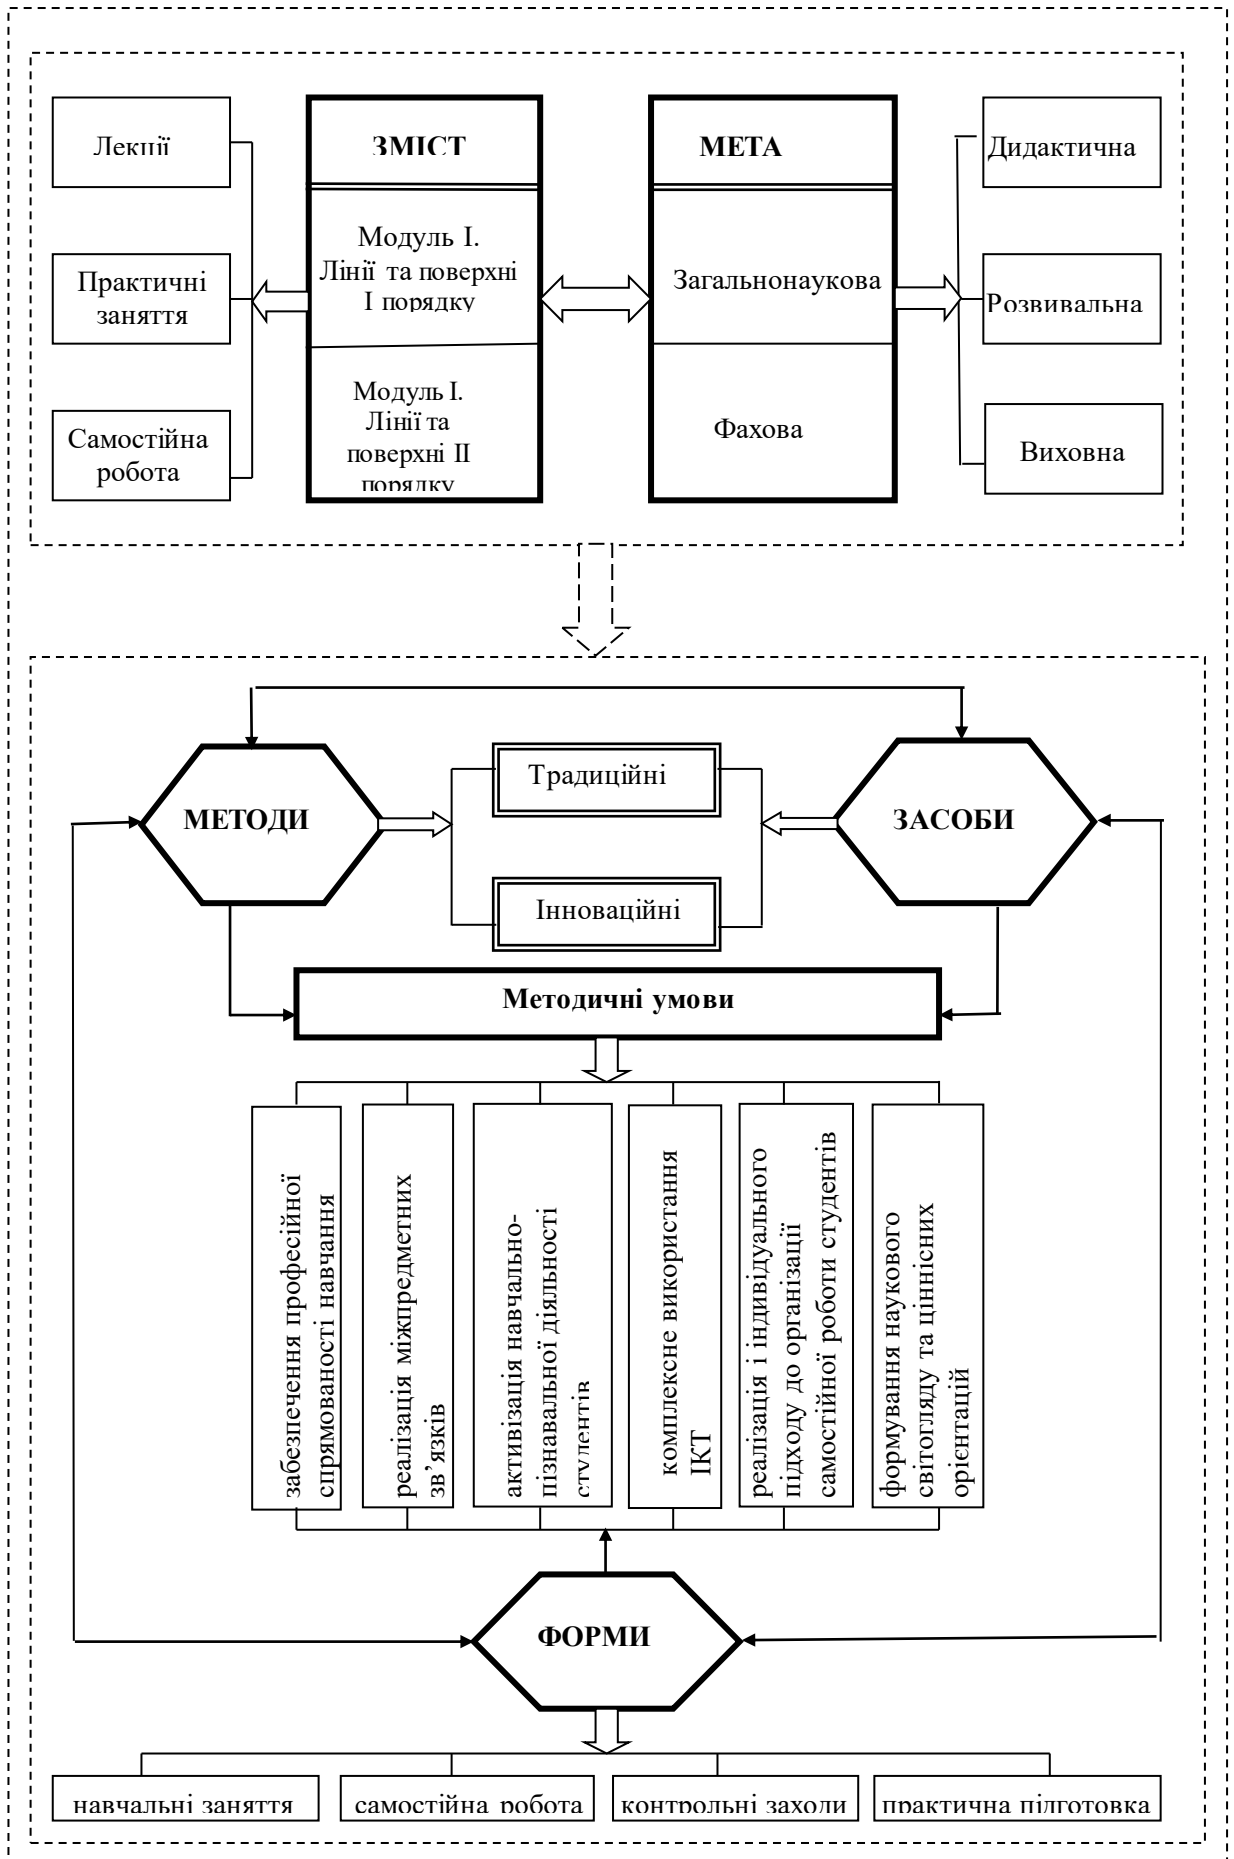 Лекції
ЗМІСТ
МЕТА
Дидактична
Модуль І.
Лінії та поверхні
І порядку
Загальнонаукова
Практичні
заняття
Розвивальна
Модуль І.
Лінії та
поверхні ІІ
порядку
Фахова
Самостійна
робота
Виховна
МЕТОДИ
Традиційні
ЗАСОБИ
Інноваційні
Методичні умови
забезпечення професійної
спрямованості навчання
реалізація міжпредметних
зв’язків
активізація навчально-
пізнавальної діяльності
студентів
комплексне використання
ІКТ
реалізація і індивідуального
підходу до організації
самостійної роботи студентів
формування наукового
світогляду та ціннісних
орієнтацій
ФОРМИ
навчальні заняття
самостійна робота
контрольні заходи
практична підготовка